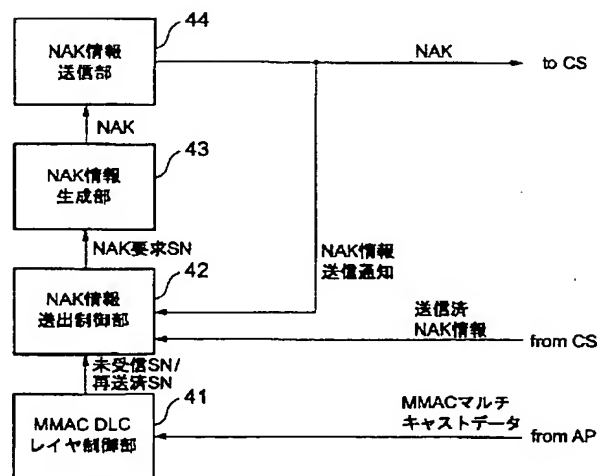 44
NAK情報
送信部
NAK
to CS
NAK
43
NAK情報
生成部
NAK要求SN
42
NAK情報
送信通知
NAK情報
送出制御部
送信済
NAK情報
from CS
未受信SN/
再送済SN
41
MMACマルチ
キャストデータ
from AP
MMAC DLC
レイヤ制御部